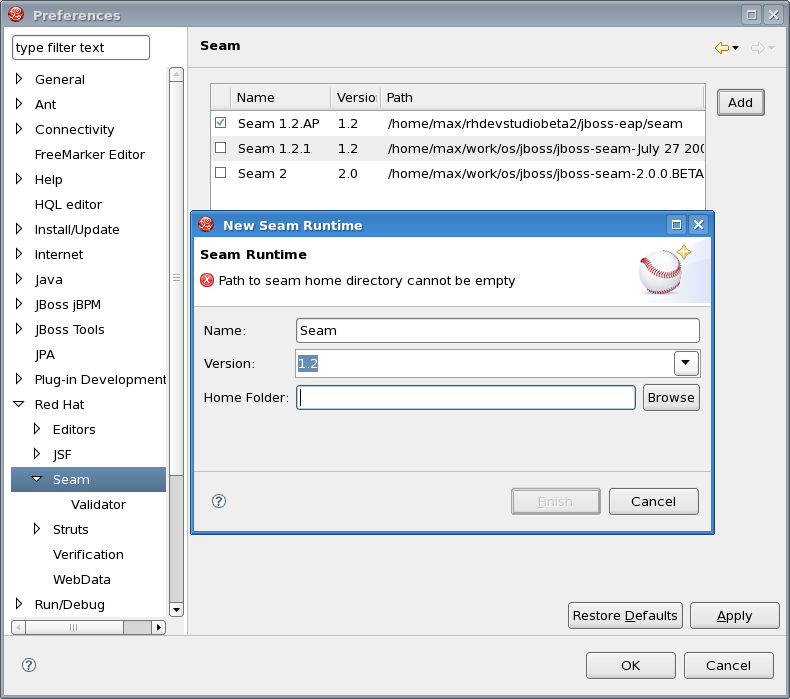 Preferences
type filter text
General
Ant
Connectivity
FreeMarker Editor
Help
HQL editor
Install/Update
Internet
Java
JBoss jBPM
JBoss Tools
JPA
Plug-in Development
Red Hat
Editors
JSF
Seam
Validator
Struts
Verification
WebData
Run/Debug
Seam
Name Versio Path
Seam 1.2.AP 1.2 /home/max/rhdevstudiobeta2/jboss-eap/seam
Seam 1.2.1 1.2 /home/max/work/os/jboss/jboss-seam-July 27 200
Seam 2 2.0 /home/max/work/os/jboss/jboss-seam-2.0.0.BETA
Add
New Seam Runtime
Seam Runtime
Path to seam home directory cannot be empty
Name: Seam
Version: 1.2
Home Folder: Browse
Finish Cancel
Restore Defaults Apply
OK Cancel